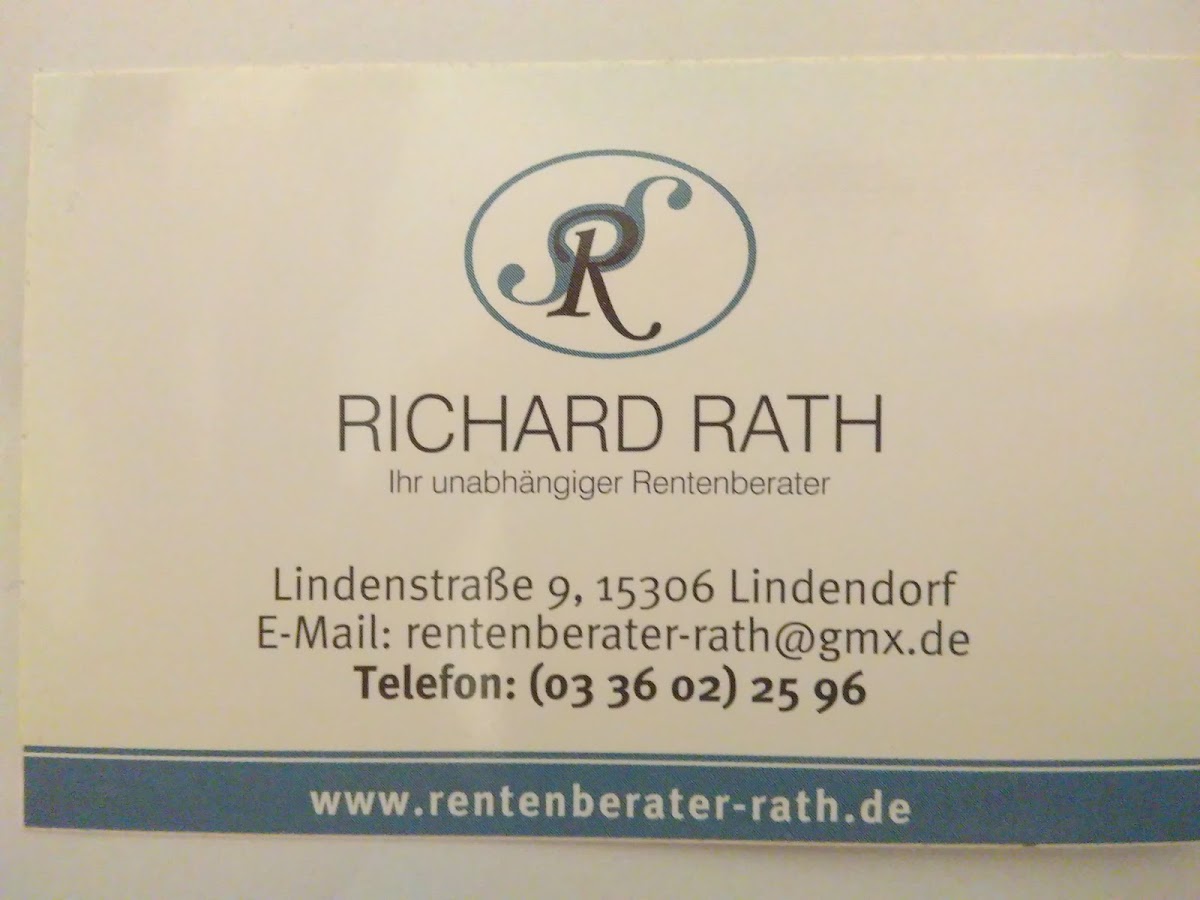 SR
RICHARD RATH
Ihr unabhängiger Rentenberater
Lindenstraße 9, 15306 Lindendorf
E-Mail: rentenberater-rath@gmx.de
Telefon: (03 36 02) 25 96
www.rentenberater-rath.de